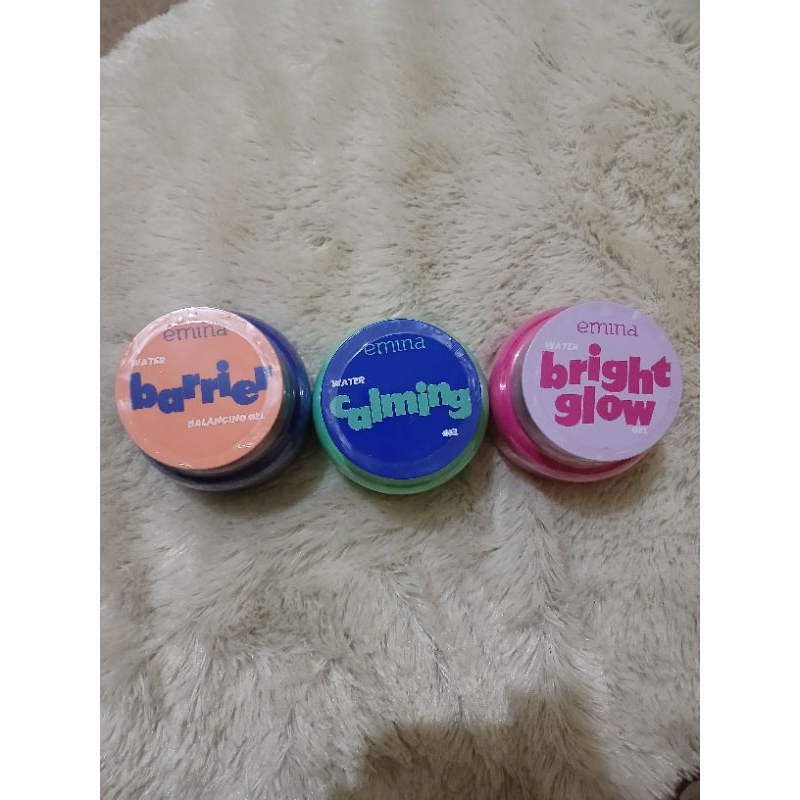 emina
WATER
barrier
BALANCING GEL
emina
WATER
calming
GEL
emina
WATER
bright
glow
GEL